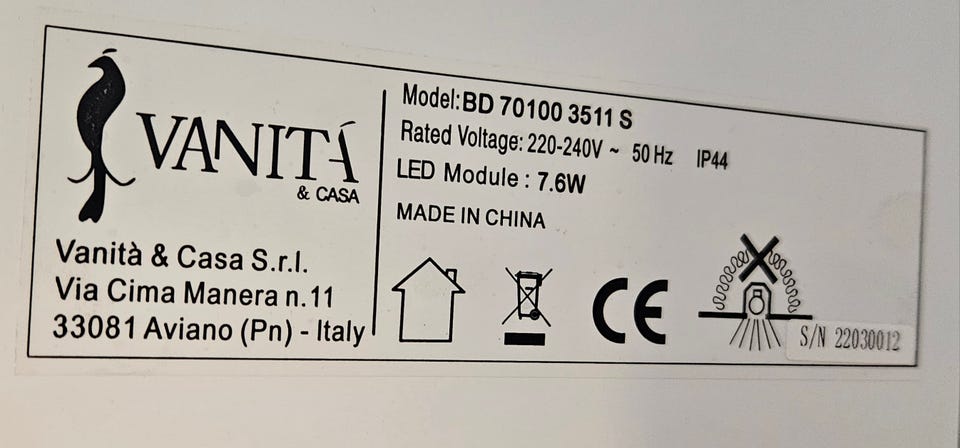 VANITÁ
& CASA
Vanità & Casa S.r.l.
Via Cima Manera n.11
33081 Aviano (Pn) - Italy
Model: BD 70100 3511 S
Rated Voltage: 220-240V ~ 50 Hz IP44
LED Module : 7.6W
MADE IN CHINA
CE
S/N 22030012